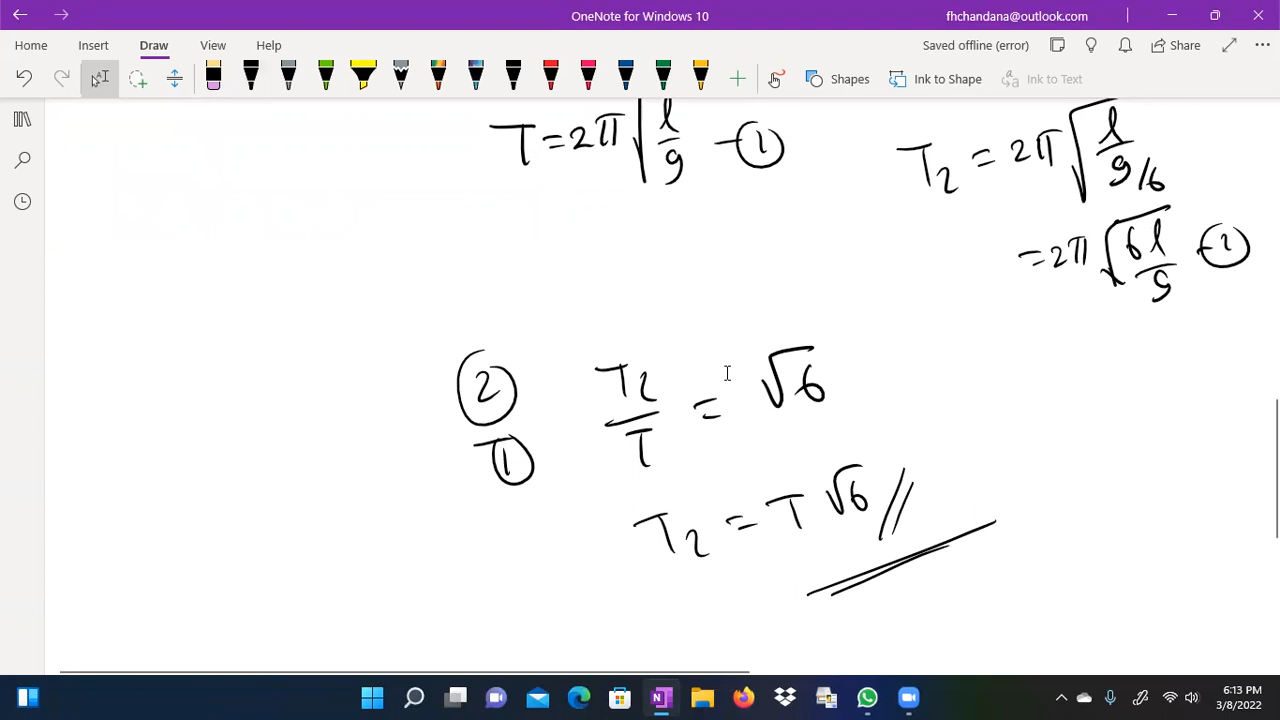 OneNote for Windows 10
fhchandana@outlook.com
Home Insert Draw View Help
Saved offline (error)
Share
Shapes
Ink to Shape
Ink to Text
T = 2π √(l/g) — ①
T₂ = 2π √(l/(g/6))
= 2π √(6l/g) — ②
②/① T₂/T = √6
T₂ = T √6 //
6:13 PM
3/8/2022